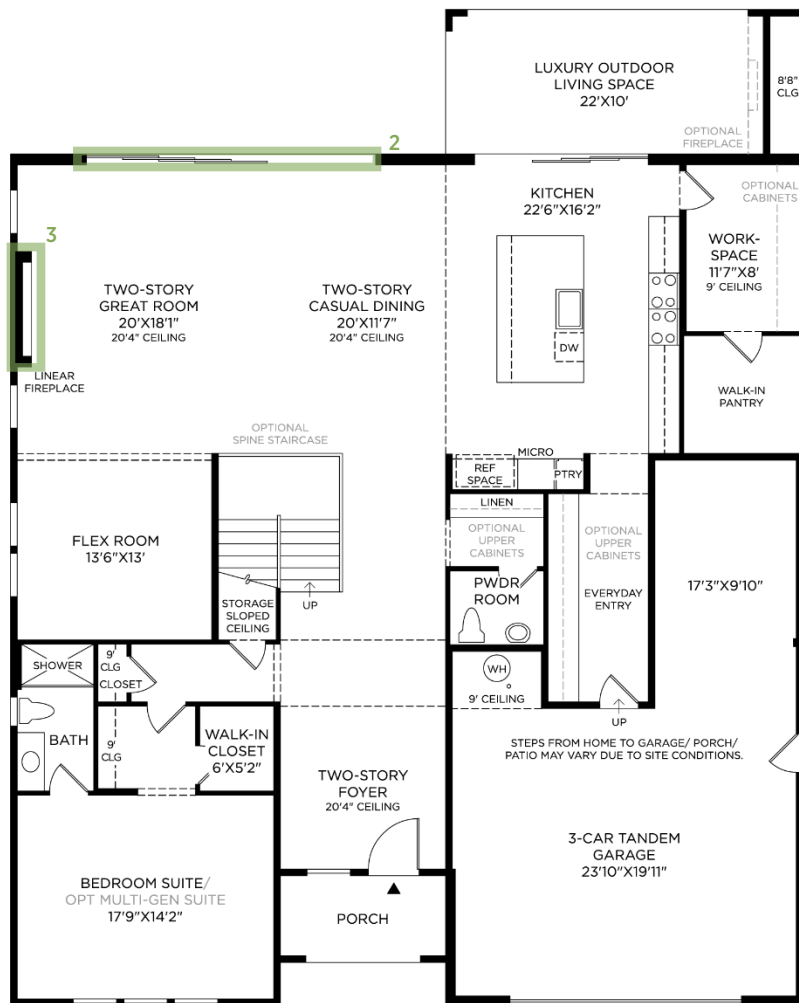 LUXURY OUTDOOR
LIVING SPACE
22'X10'
8'8"
CLG
OPTIONAL
FIREPLACE
2
3
KITCHEN
22'6"X16'2"
OPTIONAL
CABINETS
WORK-
SPACE
11'7"X8'
9' CEILING
TWO-STORY
GREAT ROOM
20'X18'1"
20'4" CEILING
TWO-STORY
CASUAL DINING
20'X11'7"
20'4" CEILING
DW
LINEAR
FIREPLACE
WALK-IN
PANTRY
OPTIONAL
SPINE STAIRCASE
MICRO
REF
SPACE
PTRY
LINEN
OPTIONAL
UPPER
CABINETS
OPTIONAL
UPPER
CABINETS
FLEX ROOM
13'6"X13'
17'3"X9'10"
PWDR
ROOM
EVERYDAY
ENTRY
UP
STORAGE
SLOPED
CEILING
SHOWER
9'
CLG
CLOSET
WH
9' CEILING
UP
BATH
9'
CLG
WALK-IN
CLOSET
6'X5'2"
STEPS FROM HOME TO GARAGE/ PORCH/
PATIO MAY VARY DUE TO SITE CONDITIONS.
TWO-STORY
FOYER
20'4" CEILING
3-CAR TANDEM
GARAGE
23'10"X19'11"
BEDROOM SUITE/
OPT MULTI-GEN SUITE
17'9"X14'2"
PORCH